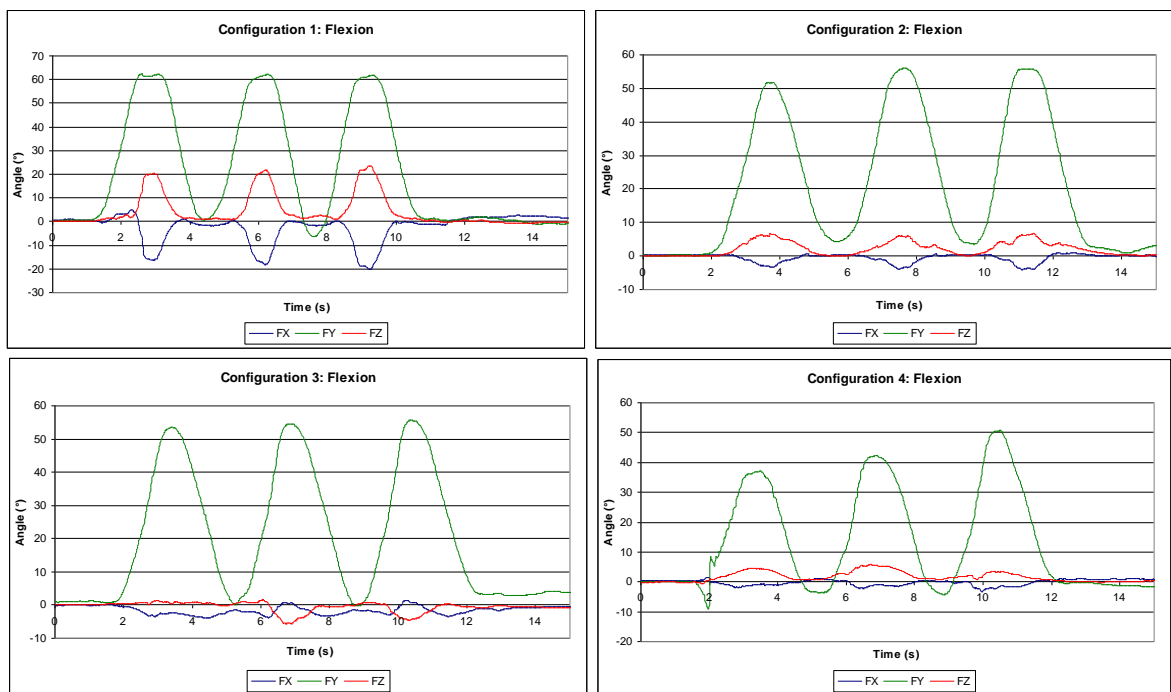 Configuration 1: Flexion
70
60
50
40
30
20
10
0
-10
-20
-30
Angle (°)
0 2 4 6 8 10 12 14
Time (s)
FX FY FZ
Configuration 2: Flexion
60
50
40
30
20
10
0
-10
Angle (°)
0 2 4 6 8 10 12 14
Time (s)
FX FY FZ
Configuration 3: Flexion
60
50
40
30
20
10
0
-10
Angle (°)
0 2 4 6 8 10 12 14
Time (s)
FX FY FZ
Configuration 4: Flexion
60
50
40
30
20
10
0
-10
-20
Angle (°)
0 2 4 6 8 10 12 14
Time (s)
FX FY FZ